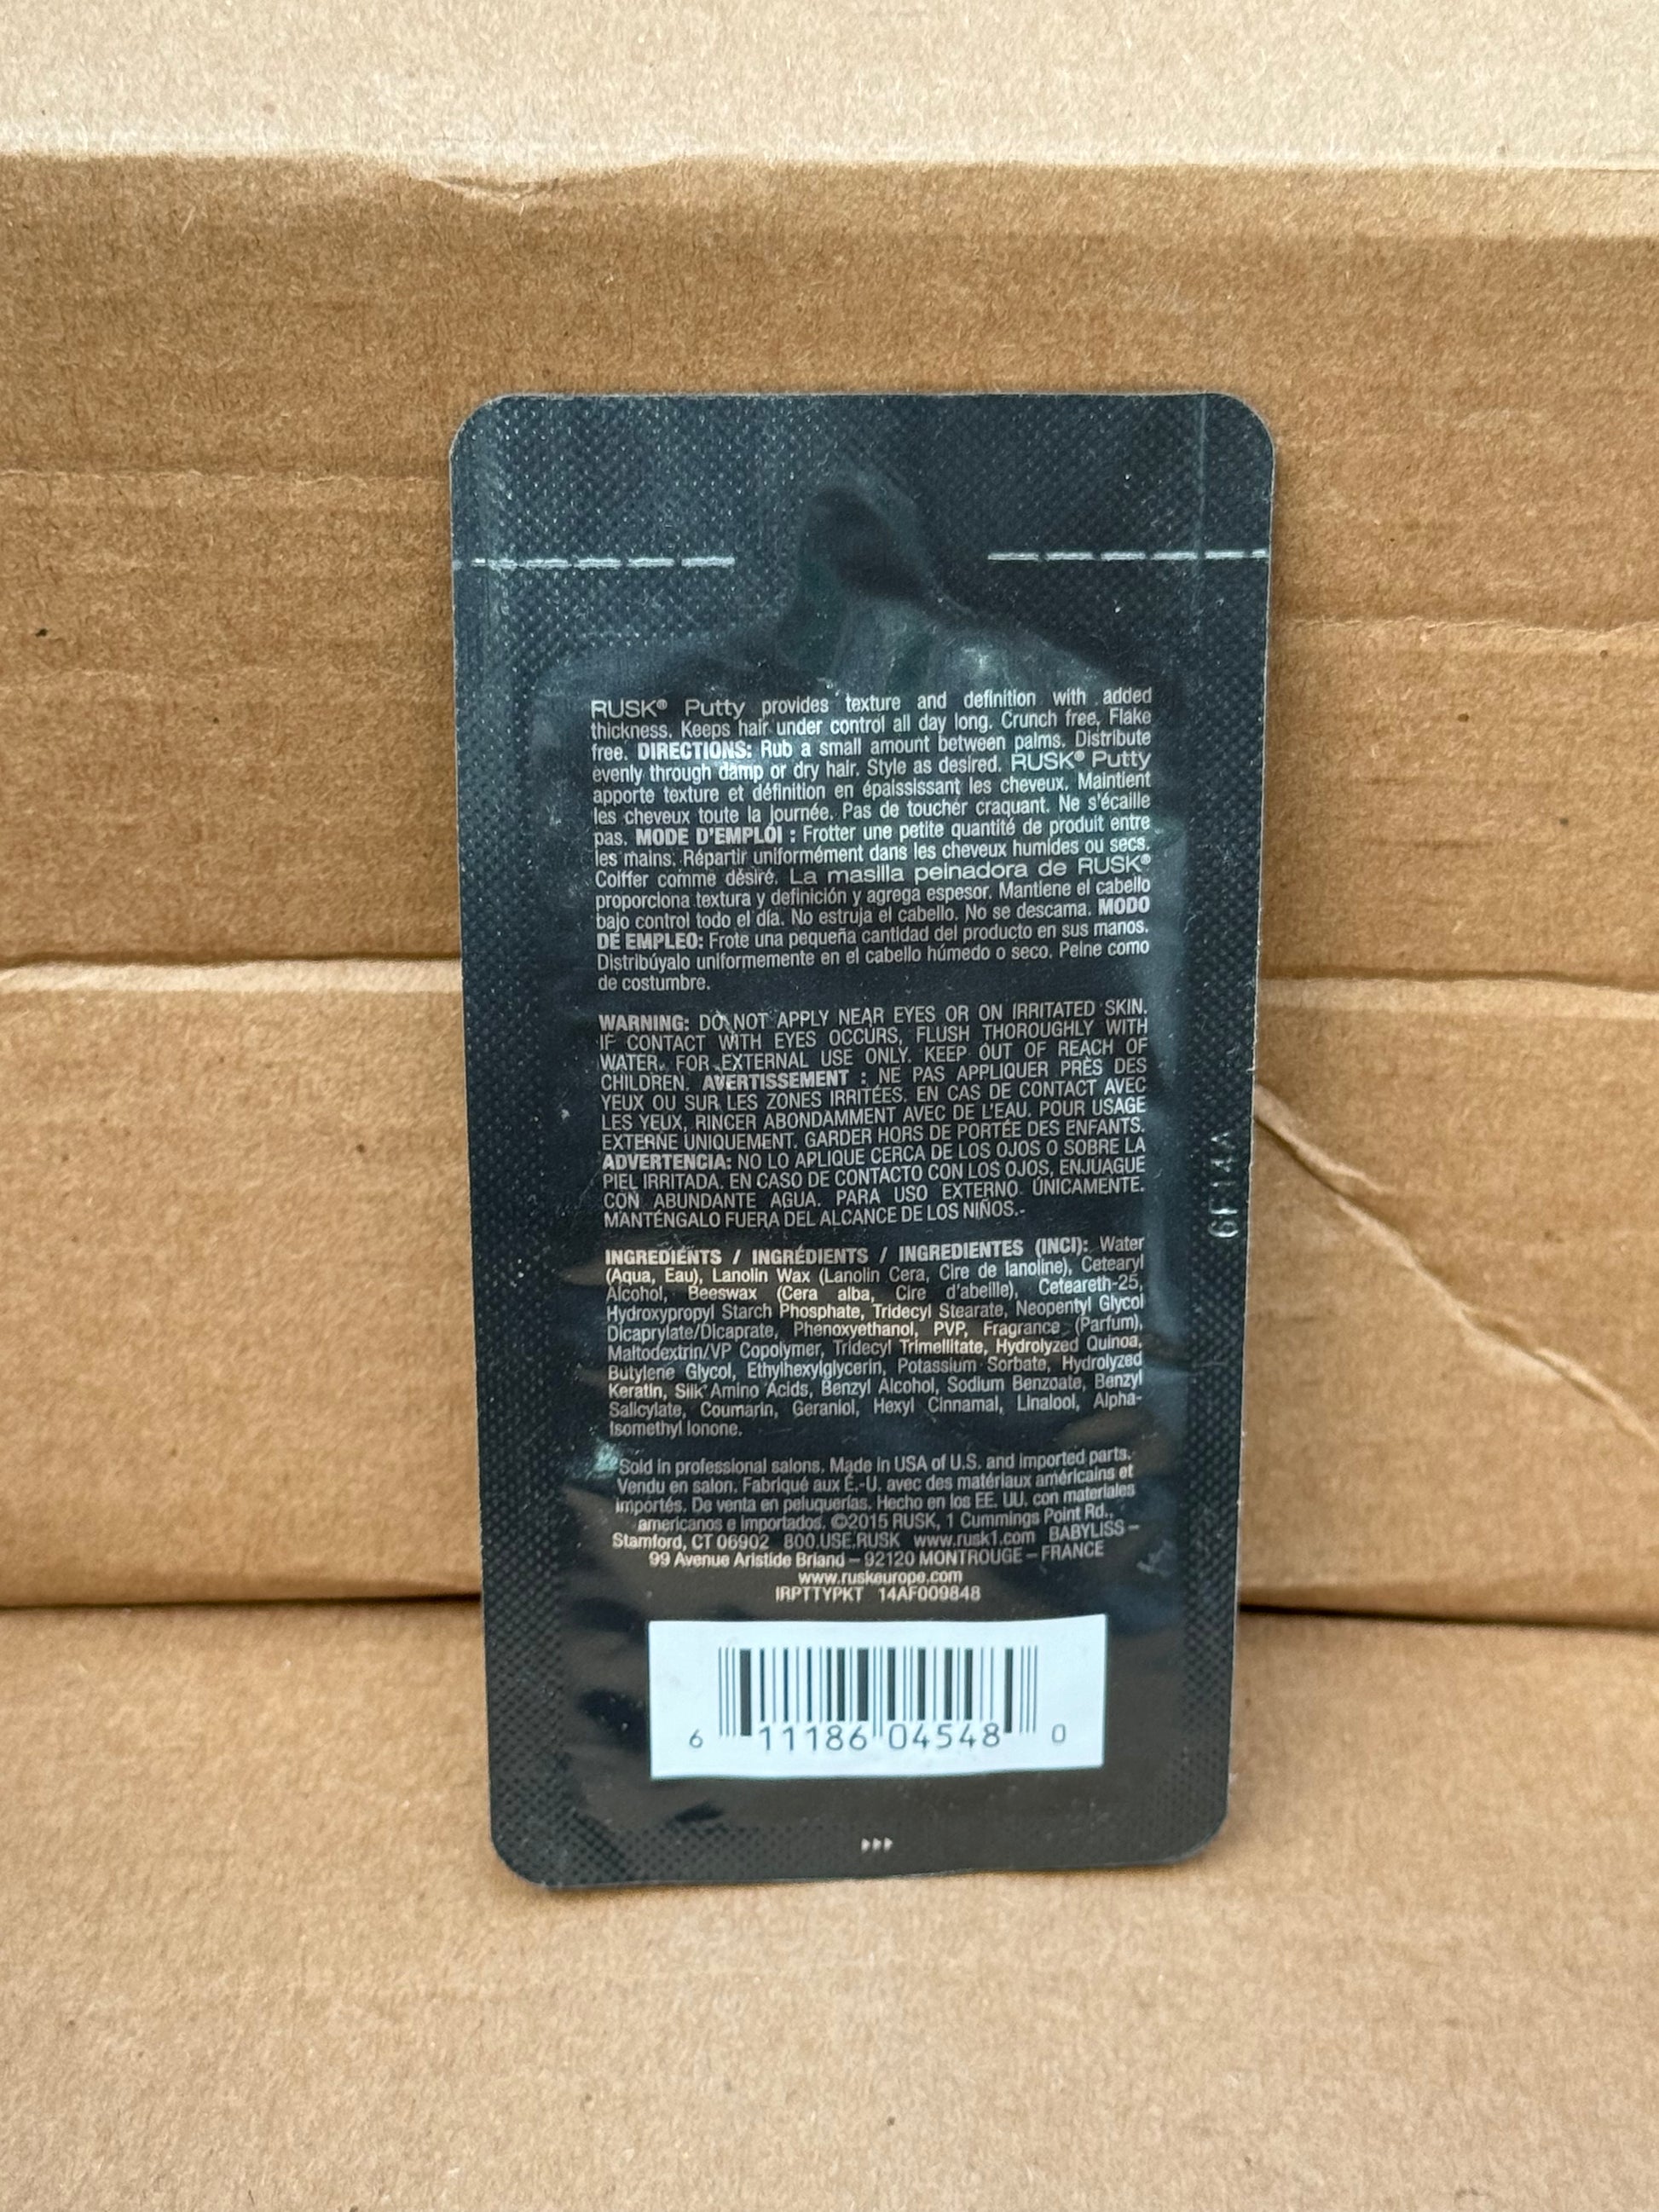 RUSK® Putty provides texture and definition with added
thickness. Keeps hair under control all day long. Crunch free, Flake
free. DIRECTIONS: Rub a small amount between palms. Distribute
evenly through damp or dry hair. Style as desired. RUSK® Putty
apporte texture et définition en épaississant les cheveux. Maintient
les cheveux toute la journée. Pas de toucher craquant. Ne s'écaille
pas. MODE D'EMPLOI : Frotter une petite quantité de produit entre
les mains. Répartir uniformément dans les cheveux humides ou secs.
Coiffer comme désiré. La masilla peinadora de RUSK®
proporciona textura y definición y agrega espesor. Mantiene el cabello
bajo control todo el día. No estruja el cabello. No se descama. MODO
DE EMPLEO: Frote una pequeña cantidad del producto en sus manos.
Distribúyalo uniformemente en el cabello húmedo o seco. Peine como
de costumbre.
WARNING: DO NOT APPLY NEAR EYES OR ON IRRITATED SKIN.
IF CONTACT WITH EYES OCCURS, FLUSH THOROUGHLY WITH
WATER. FOR EXTERNAL USE ONLY. KEEP OUT OF REACH OF
CHILDREN. AVERTISSEMENT : NE PAS APPLIQUER PRÈS DES
YEUX OU SUR LES ZONES IRRITÉES. EN CAS DE CONTACT AVEC
LES YEUX, RINCER ABONDAMMENT AVEC DE L'EAU. POUR USAGE
EXTERNE UNIQUEMENT. GARDER HORS DE PORTÉE DES ENFANTS.
ADVERTENCIA: NO LO APLIQUE CERCA DE LOS OJOS O SOBRE LA
PIEL IRRITADA. EN CASO DE CONTACTO CON LOS OJOS, ENJUAGUE
CON ABUNDANTE AGUA. PARA USO EXTERNO ÚNICAMENTE.
MANTÉNGALO FUERA DEL ALCANCE DE LOS NIÑOS.-
6F14A
INGREDIENTS / INGRÉDIENTS / INGREDIENTES (INCI): Water
(Aqua, Eau), Lanolin Wax (Lanolin Cera, Cire de lanoline), Cetearyl
Alcohol, Beeswax (Cera alba, Cire d'abeille), Ceteareth-25,
Hydroxypropyl Starch Phosphate, Tridecyl Stearate, Neopentyl Glycol
Dicaprylate/Dicaprate, Phenoxyethanol, PVP, Fragrance (Parfum),
Maltodextrin/VP Copolymer, Tridecyl Trimellitate, Hydrolyzed Quinoa,
Butylene Glycol, Ethylhexylglycerin, Potassium Sorbate, Hydrolyzed
Keratin, Silk Amino Acids, Benzyl Alcohol, Sodium Benzoate, Benzyl
Salicylate, Coumarin, Geraniol, Hexyl Cinnamal, Linalool, Alpha-
Isomethyl Ionone.
Sold in professional salons. Made in USA of U.S. and imported parts.
Vendu en salon. Fabriqué aux É.-U. avec des matériaux américains et
importés. De venta en peluquerías. Hecho en los EE. UU. con materiales
americanos e importados. ©2015 RUSK, 1 Cummings Point Rd.,
Stamford, CT 06902 800.USE.RUSK www.rusk1.com BABYLISS –
99 Avenue Aristide Briand – 92120 MONTROUGE – FRANCE
www.ruskeurope.com
IRPTTYPKT 14AF009848
6 11186 04548 0